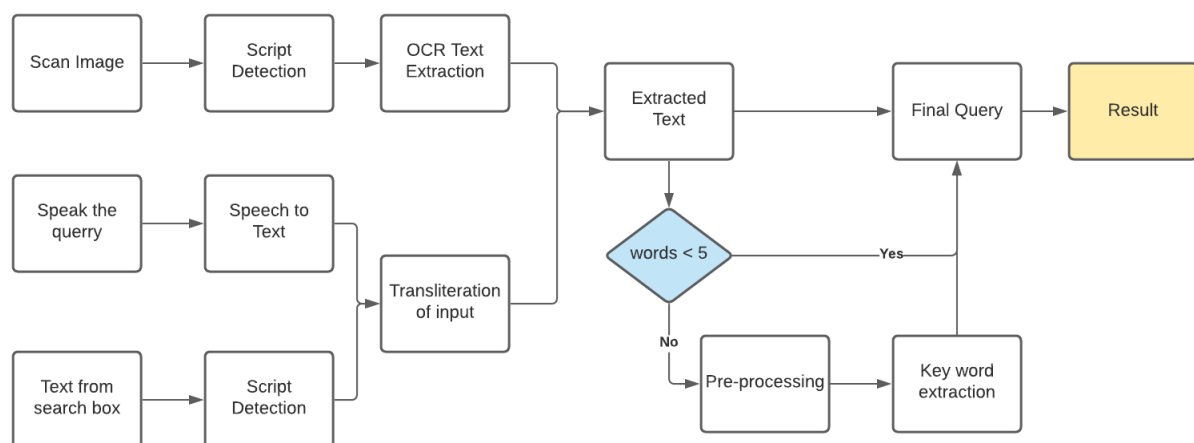 Scan Image
Script
Detection
OCR Text
Extraction
Extracted
Text
Final Query
Result
Speak the
querry
Speech to
Text
Transliteration
of input
words < 5
Yes
No
Text from
search box
Script
Detection
Pre-processing
Key word
extraction